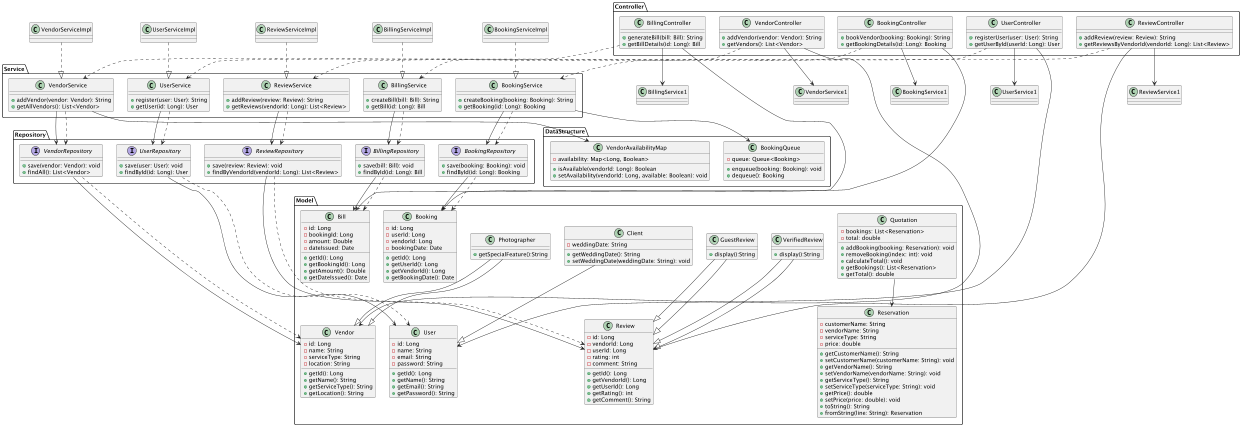 Controller
VendorServiceImpl
UserServiceImpl
ReviewServiceImpl
BillingServiceImpl
BookingServiceImpl
BillingController
generateBill(bill: Bill): String
getBillDetails(id: Long): Bill
VendorController
addVendor(vendor: Vendor): String
getVendors(): List<Vendor>
BookingController
bookVendor(booking: Booking): String
getBookingDetails(id: Long): Booking
UserController
registerUser(user: User): String
getUserById(userId: Long): User
ReviewController
addReview(review: Review): String
getReviewsByVendorId(vendorId: Long): List<Review>
Service
VendorService
addVendor(vendor: Vendor): String
getAllVendors(): List<Vendor>
UserService
register(user: User): String
getUser(id: Long): User
ReviewService
addReview(review: Review): String
getReviews(vendorId: Long): List<Review>
BillingService
createBill(bill: Bill): String
getBill(id: Long): Bill
BookingService
createBooking(booking: Booking): String
getBooking(id: Long): Booking
BillingService1
VendorService1
BookingService1
UserService1
ReviewService1
Repository
VendorRepository
save(vendor: Vendor): void
findAll(): List<Vendor>
UserRepository
save(user: User): void
findById(id: Long): User
ReviewRepository
save(review: Review): void
findByVendorId(vendorId: Long): List<Review>
BillingRepository
save(bill: Bill): void
findById(id: Long): Bill
BookingRepository
save(booking: Booking): void
findById(id: Long): Booking
DataStructure
VendorAvailabilityMap
availability: Map<Long, Boolean>
isAvailable(vendorId: Long): Boolean
setAvailability(vendorId: Long, available: Boolean): void
BookingQueue
queue: Queue<Booking>
enqueue(booking: Booking): void
dequeue(): Booking
Model
Bill
id: Long
bookingId: Long
amount: Double
dateIssued: Date
getId(): Long
getBookingId(): Long
getAmount(): Double
getDateIssued(): Date
Booking
id: Long
userId: Long
vendorId: Long
bookingDate: Date
getId(): Long
getUserId(): Long
getVendorId(): Long
getBookingDate(): Date
Photographer
getSpecialFeature():String
Client
weddingDate: String
getWeddingDate(): String
setWeddingDate(weddingDate: String): void
GuestReview
display():String
VerifiedReview
display():String
Quotation
bookings: List<Reservation>
total: double
addBooking(booking: Reservation): void
removeBooking(index: int): void
calculateTotal(): void
getBookings(): List<Reservation>
getTotal(): double
Vendor
id: Long
name: String
serviceType: String
location: String
getId(): Long
getName(): String
getServiceType(): String
getLocation(): String
User
id: Long
name: String
email: String
password: String
getId(): Long
getName(): String
getEmail(): String
getPassword(): String
Review
id: Long
vendorId: Long
userId: Long
rating: int
comment: String
getId(): Long
getVendorId(): Long
getUserId(): Long
getRating(): int
getComment(): String
Reservation
customerName: String
vendorName: String
serviceType: String
price: double
getCustomerName(): String
setCustomerName(customerName: String): void
getVendorName(): String
setVendorName(vendorName: String): void
getServiceType(): String
setServiceType(serviceType: String): void
getPrice(): double
setPrice(price: double): void
toString(): String
fromString(line: String): Reservation